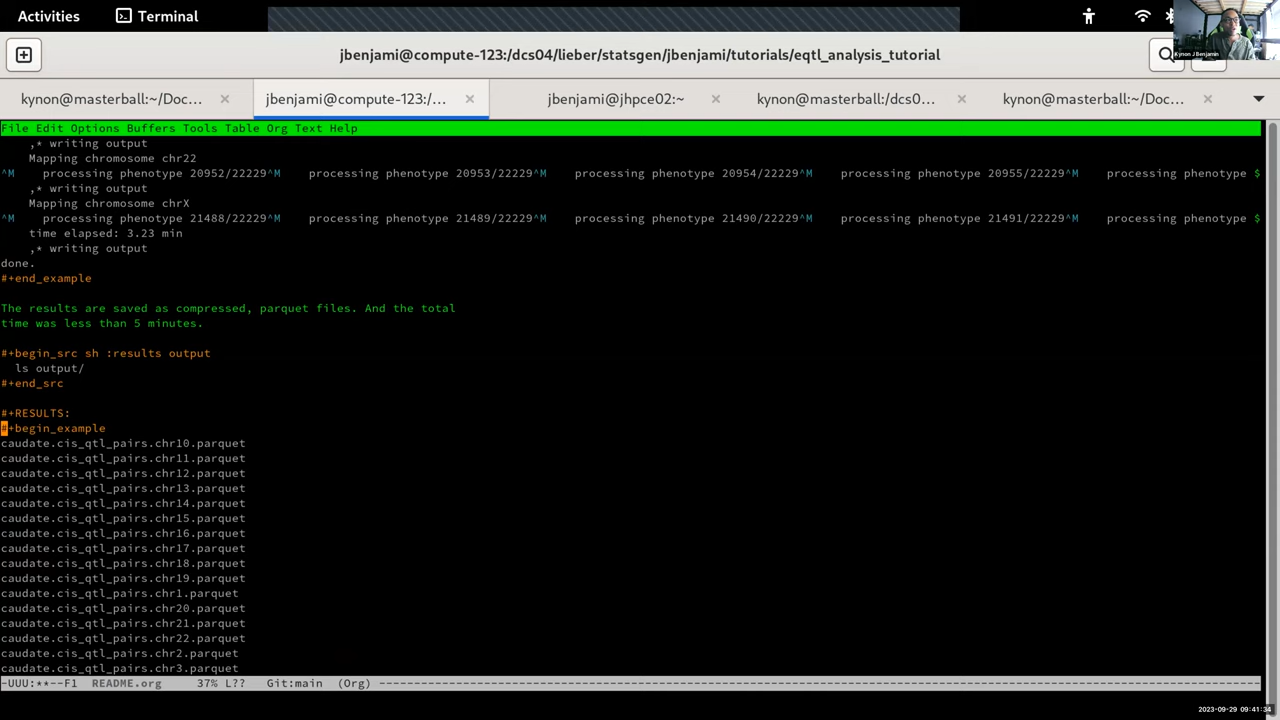 Activities Terminal
Kynon J Benjamin
jbenjami@compute-123:/dcs04/lieber/statsgen/jbenjami/tutorials/eqtl_analysis_tutorial
kynon@masterball:~/Doc... × jbenjami@compute-123:/... × jbenjami@jhpce02:~ × kynon@masterball:/dcs0... × kynon@masterball:~/Doc... ×
File Edit Options Buffers Tools Table Org Text Help
,* writing output
Mapping chromosome chr22
^M processing phenotype 20952/22229^M processing phenotype 20953/22229^M processing phenotype 20954/22229^M processing phenotype 20955/22229^M processing phenotype $
,* writing output
Mapping chromosome chrX
^M processing phenotype 21488/22229^M processing phenotype 21489/22229^M processing phenotype 21490/22229^M processing phenotype 21491/22229^M processing phenotype $
time elapsed: 3.23 min
,* writing output
done.
#+end_example
The results are saved as compressed, parquet files. And the total
time was less than 5 minutes.
#+begin_src sh :results output
ls output/
#+end_src
#+RESULTS:
#+begin_example
caudate.cis_qtl_pairs.chr10.parquet
caudate.cis_qtl_pairs.chr11.parquet
caudate.cis_qtl_pairs.chr12.parquet
caudate.cis_qtl_pairs.chr13.parquet
caudate.cis_qtl_pairs.chr14.parquet
caudate.cis_qtl_pairs.chr15.parquet
caudate.cis_qtl_pairs.chr16.parquet
caudate.cis_qtl_pairs.chr17.parquet
caudate.cis_qtl_pairs.chr18.parquet
caudate.cis_qtl_pairs.chr19.parquet
caudate.cis_qtl_pairs.chr1.parquet
caudate.cis_qtl_pairs.chr20.parquet
caudate.cis_qtl_pairs.chr21.parquet
caudate.cis_qtl_pairs.chr22.parquet
caudate.cis_qtl_pairs.chr2.parquet
caudate.cis_qtl_pairs.chr3.parquet
-UUU:**--F1 README.org 37% L?? Git:main (Org) --------------------------------------------------------------------------------------------------------------------------------
2023-09-29 09:41:34